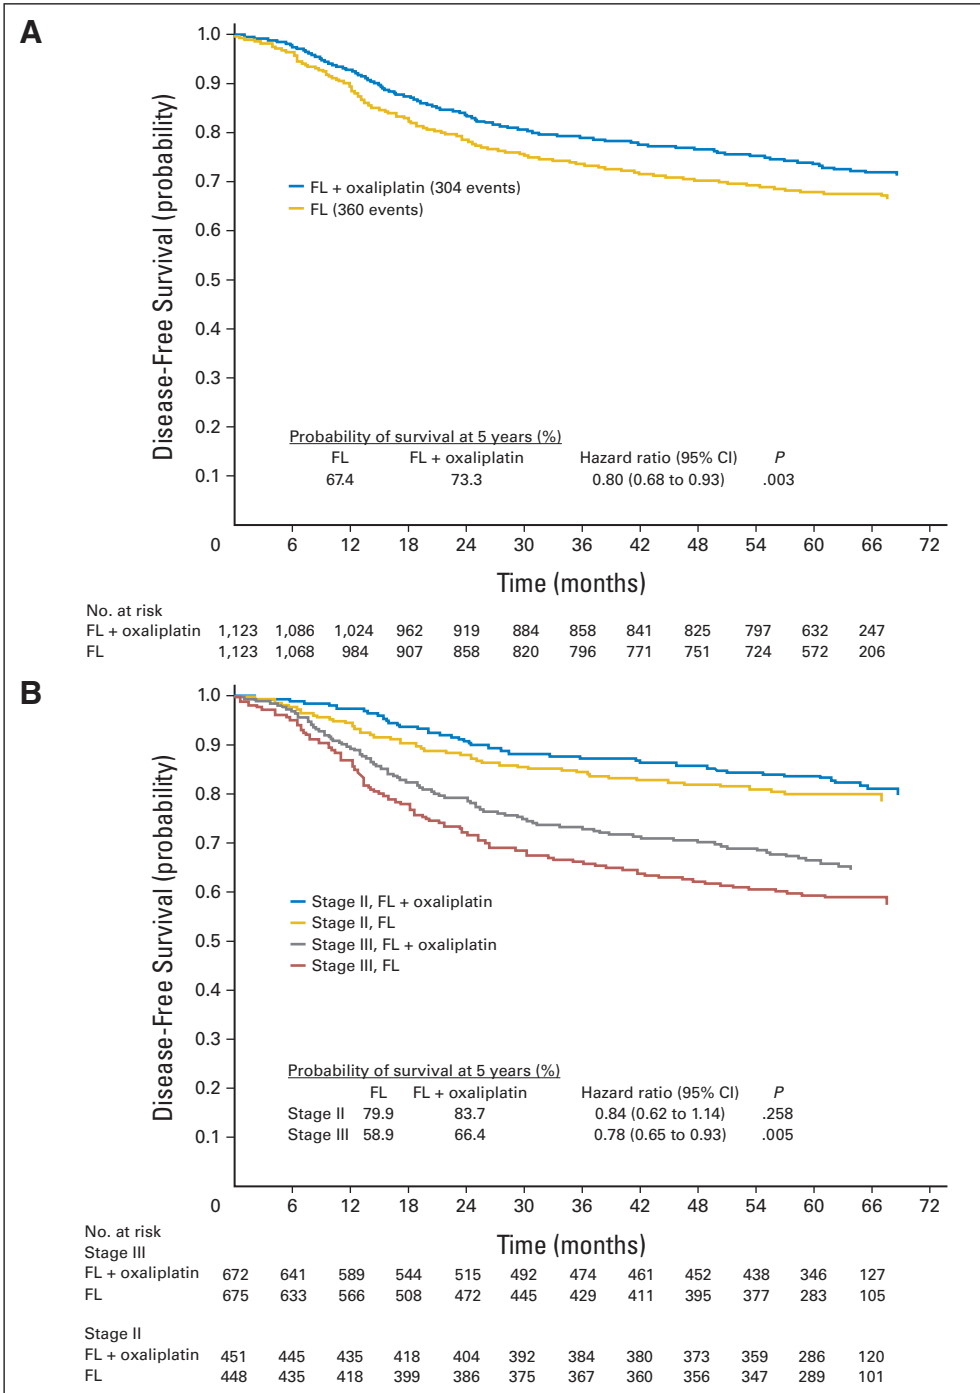 A
Disease-Free Survival (probability)
1.0
0.9
0.8
0.7
0.6
0.5
0.4
0.3
0.2
0.1
FL + oxaliplatin (304 events)
FL (360 events)
Probability of survival at 5 years (%)
FL FL + oxaliplatin Hazard ratio (95% CI) P
67.4 73.3 0.80 (0.68 to 0.93) .003
0 6 12 18 24 30 36 42 48 54 60 66 72
Time (months)
No. at risk
FL + oxaliplatin 1,123 1,086 1,024 962 919 884 858 841 825 797 632 247
FL 1,123 1,068 984 907 858 820 796 771 751 724 572 206
B
Disease-Free Survival (probability)
1.0
0.9
0.8
0.7
0.6
0.5
0.4
0.3
0.2
0.1
Stage II, FL + oxaliplatin
Stage II, FL
Stage III, FL + oxaliplatin
Stage III, FL
Probability of survival at 5 years (%)
FL FL + oxaliplatin Hazard ratio (95% CI) P
Stage II 79.9 83.7 0.84 (0.62 to 1.14) .258
Stage III 58.9 66.4 0.78 (0.65 to 0.93) .005
0 6 12 18 24 30 36 42 48 54 60 66 72
Time (months)
No. at risk
Stage III
FL + oxaliplatin 672 641 589 544 515 492 474 461 452 438 346 127
FL 675 633 566 508 472 445 429 411 395 377 283 105
Stage II
FL + oxaliplatin 451 445 435 418 404 392 384 380 373 359 286 120
FL 448 435 418 399 386 375 367 360 356 347 289 101